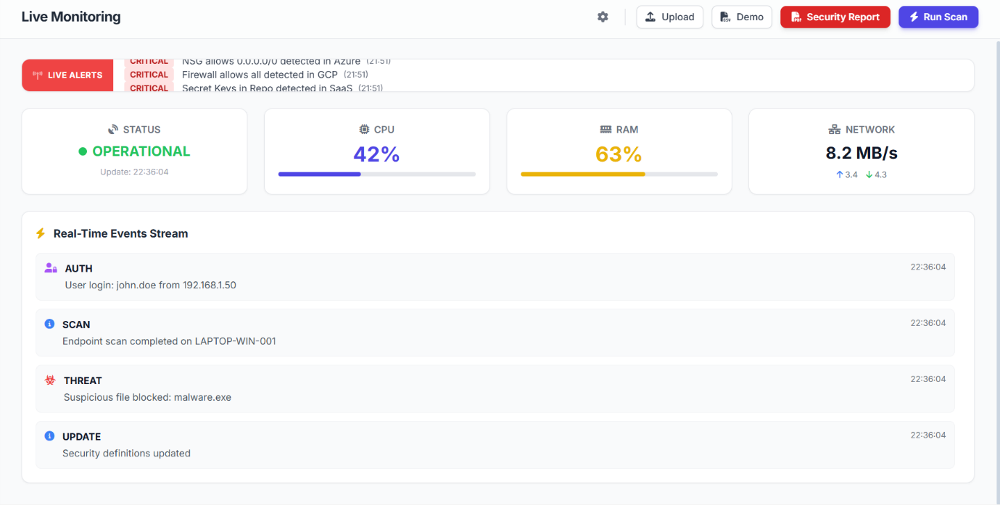 Live Monitoring
Upload
Demo
Security Report
Run Scan
LIVE ALERTS
CRITICAL NSG allows 0.0.0.0/0 detected in Azure (21:51)
CRITICAL Firewall allows all detected in GCP (21:51)
CRITICAL Secret Keys in Repo detected in SaaS (21:51)
STATUS
OPERATIONAL
Update: 22:36:04
CPU
42%
RAM
63%
NETWORK
8.2 MB/s
↑ 3.4 ↓ 4.3
Real-Time Events Stream
AUTH 22:36:04
User login: john.doe from 192.168.1.50
SCAN 22:36:04
Endpoint scan completed on LAPTOP-WIN-001
THREAT 22:36:04
Suspicious file blocked: malware.exe
UPDATE 22:36:04
Security definitions updated